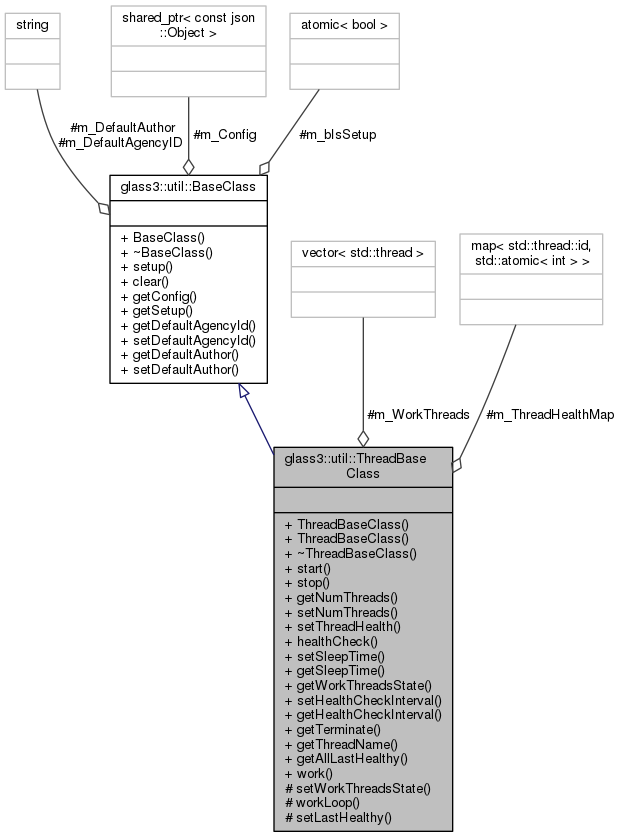 string
shared_ptr< const json
::Object >
atomic< bool >
#m_DefaultAuthor
#m_DefaultAgencyID
#m_Config
#m_bIsSetup
glass3::util::BaseClass
+ BaseClass()
+ ~BaseClass()
+ setup()
+ clear()
+ getConfig()
+ getSetup()
+ getDefaultAgencyId()
+ setDefaultAgencyId()
+ getDefaultAuthor()
+ setDefaultAuthor()
vector< std::thread >
map< std::thread::id,
std::atomic< int > >
#m_WorkThreads
#m_ThreadHealthMap
glass3::util::ThreadBase
Class
+ ThreadBaseClass()
+ ThreadBaseClass()
+ ~ThreadBaseClass()
+ start()
+ stop()
+ getNumThreads()
+ setNumThreads()
+ setThreadHealth()
+ healthCheck()
+ setSleepTime()
+ getSleepTime()
+ getWorkThreadsState()
+ setHealthCheckInterval()
+ getHealthCheckInterval()
+ getTerminate()
+ getThreadName()
+ getAllLastHealthy()
+ work()
# setWorkThreadsState()
# workLoop()
# setLastHealthy()